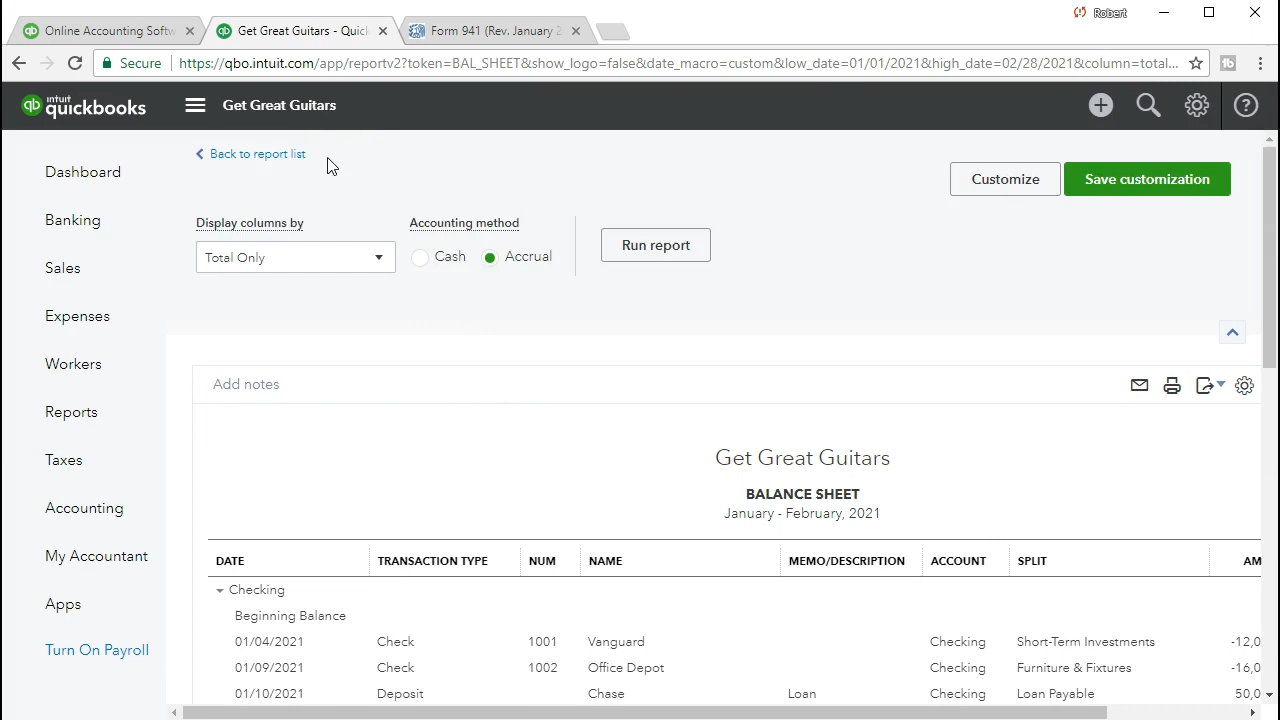 Robert
Online Accounting Softw
Get Great Guitars - Quick
Form 941 (Rev. January 2
Secure
https://qbo.intuit.com/app/reportv2?token=BAL_SHEET&show_logo=false&date_macro=custom&low_date=01/01/2021&high_date=02/28/2021&column=total...
intuit quickbooks
Get Great Guitars
Dashboard
Banking
Sales
Expenses
Workers
Reports
Taxes
Accounting
My Accountant
Apps
Turn On Payroll
Back to report list
Customize
Save customization
Display columns by
Accounting method
Total Only
Cash
Accrual
Run report
Add notes
Get Great Guitars
BALANCE SHEET
January - February, 2021
DATE TRANSACTION TYPE NUM NAME MEMO/DESCRIPTION ACCOUNT SPLIT AM
Checking
Beginning Balance
01/04/2021 Check 1001 Vanguard Checking Short-Term Investments -12,0
01/09/2021 Check 1002 Office Depot Checking Furniture & Fixtures -16,0
01/10/2021 Deposit Chase Loan Checking Loan Payable 50,0